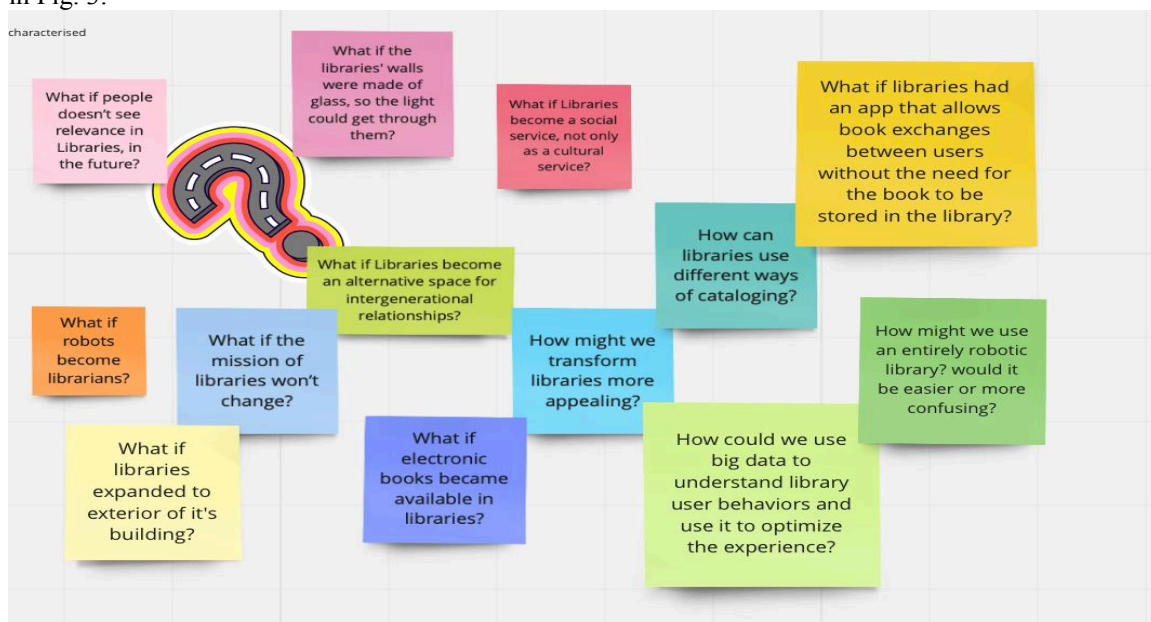 in Fig. 3.
characterised
What if people
doesn't see
relevance in
Libraries, in
the future?
What if the
libraries' walls
were made of
glass, so the light
could get through
them?
What if Libraries
become a social
service, not only
as a cultural
service?
What if libraries had
an app that allows
book exchanges
between users
without the need for
the book to be
stored in the library?
What if Libraries become
an alternative space for
intergenerational
relationships?
How can
libraries use
different ways
of cataloging?
What if
robots
become
librarians?
What if the
mission of
libraries won't
change?
How might we
transform
libraries more
appealing?
How might we use
an entirely robotic
library? would it
be easier or more
confusing?
What if
libraries
expanded to
exterior of it's
building?
What if
electronic
books became
available in
libraries?
How could we use
big data to
understand library
user behaviors and
use it to optimize
the experience?